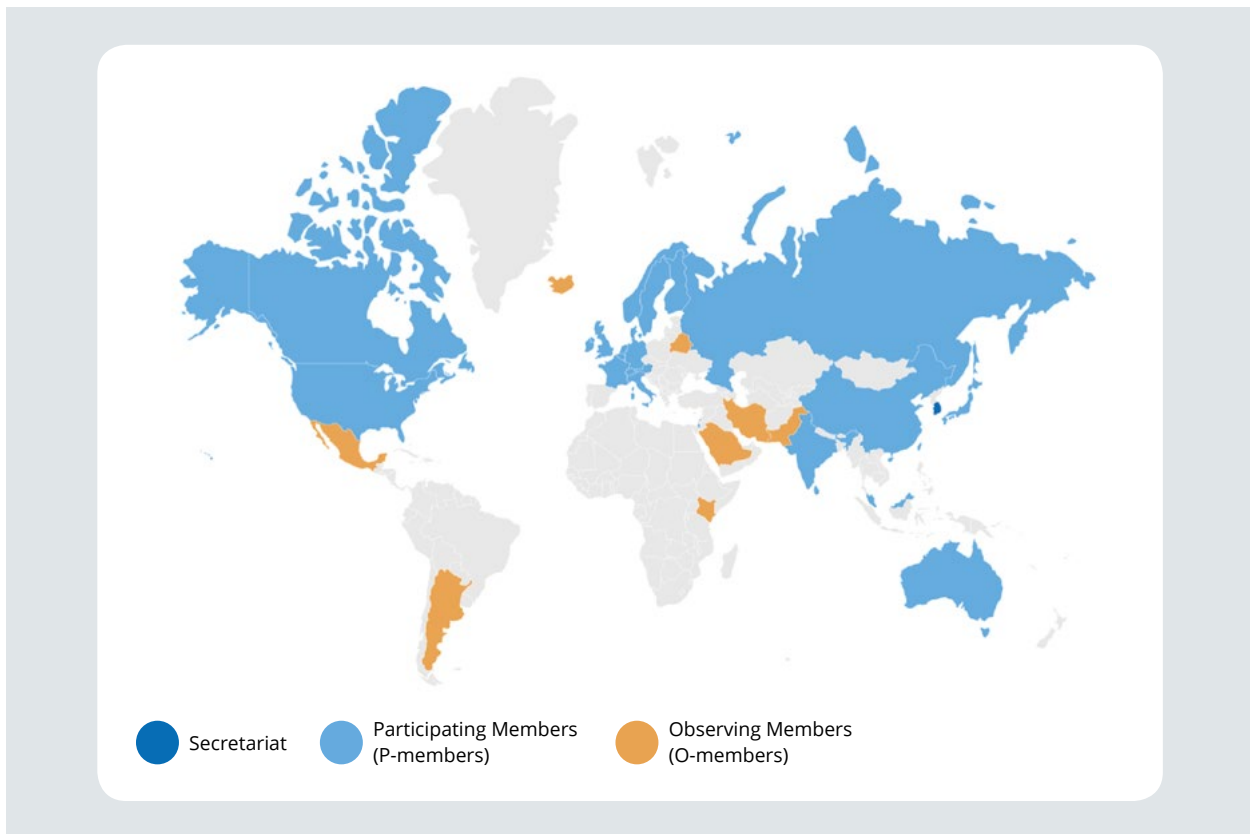 Secretariat
Participating Members
(P-members)
Observing Members
(O-members)